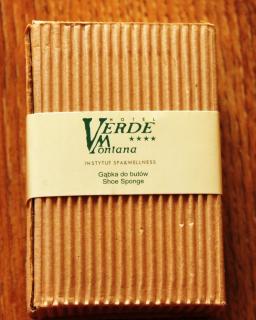 HOTEL
VERDE
★★★★
Montana
INSTYTUT SPA&WELLNESS
Gąbka do butów
Shoe Sponge